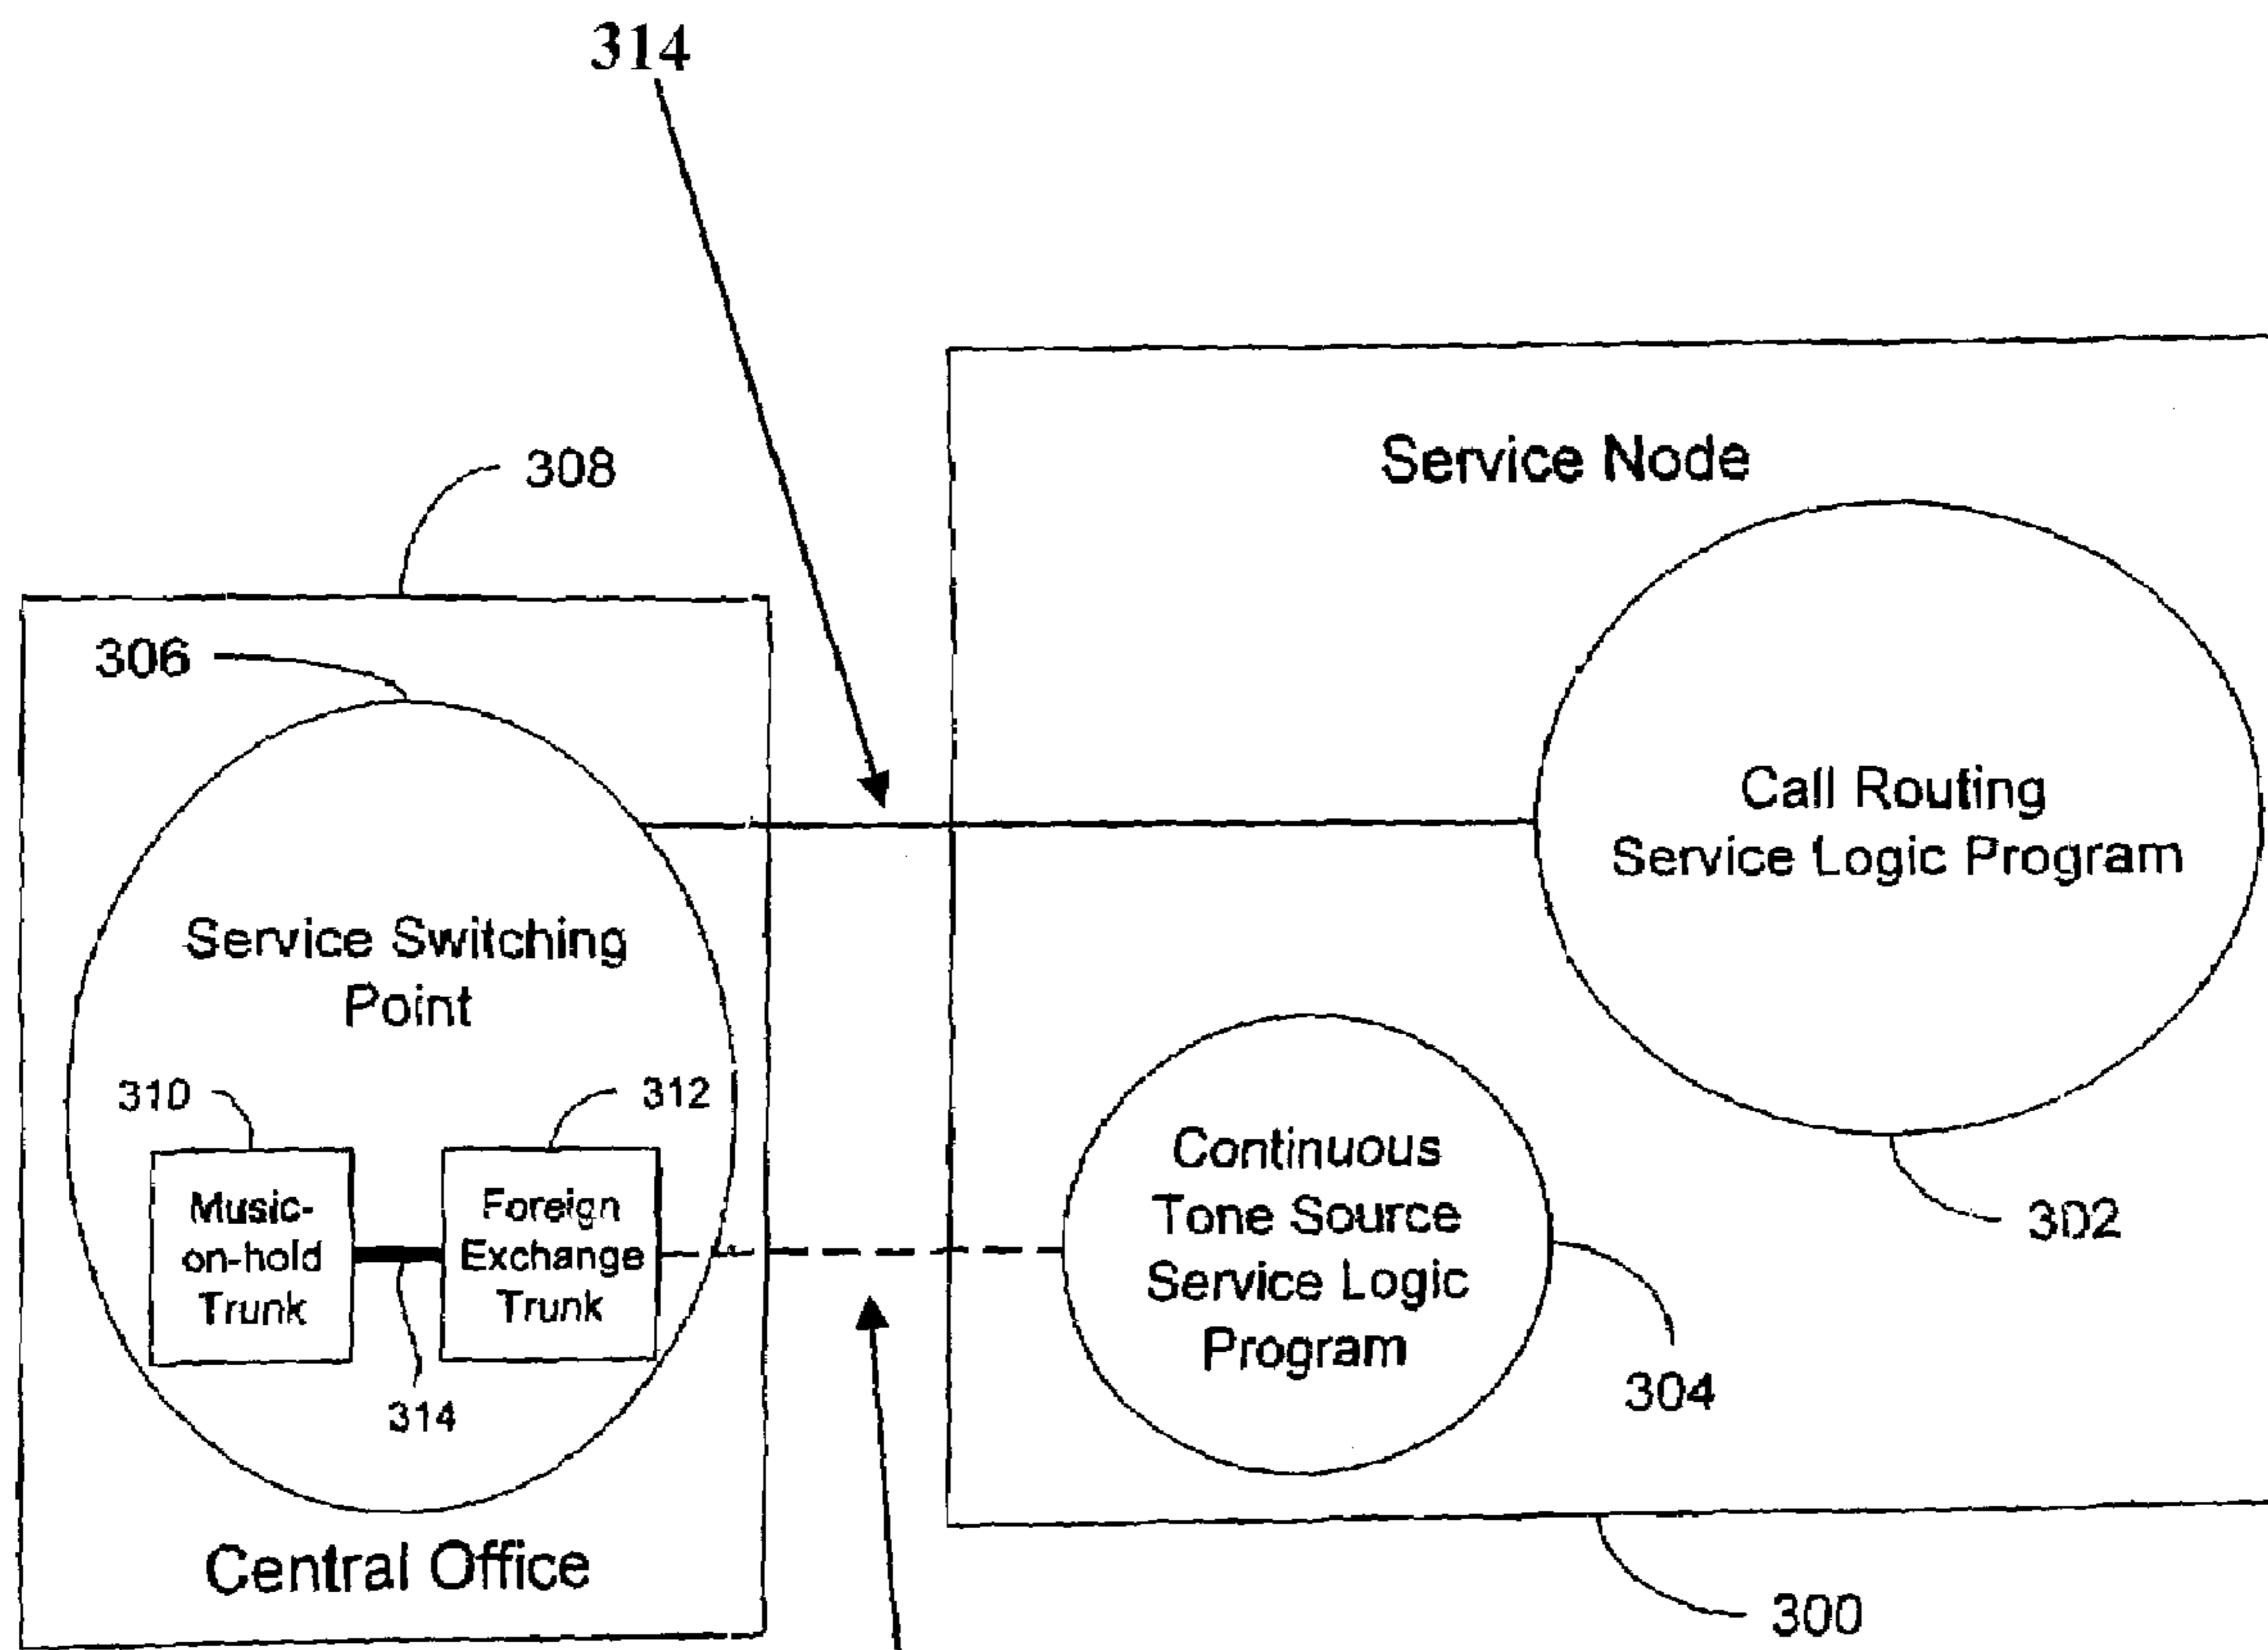 314
Service Node
308
306
Call Routing
Service Logic Program
Service Switching
Point
310
312
Music-
on-hold
Trunk
Foreign
Exchange
Trunk
314
Continuous
Tone Source
Service Logic
Program
302
304
Central Office
300